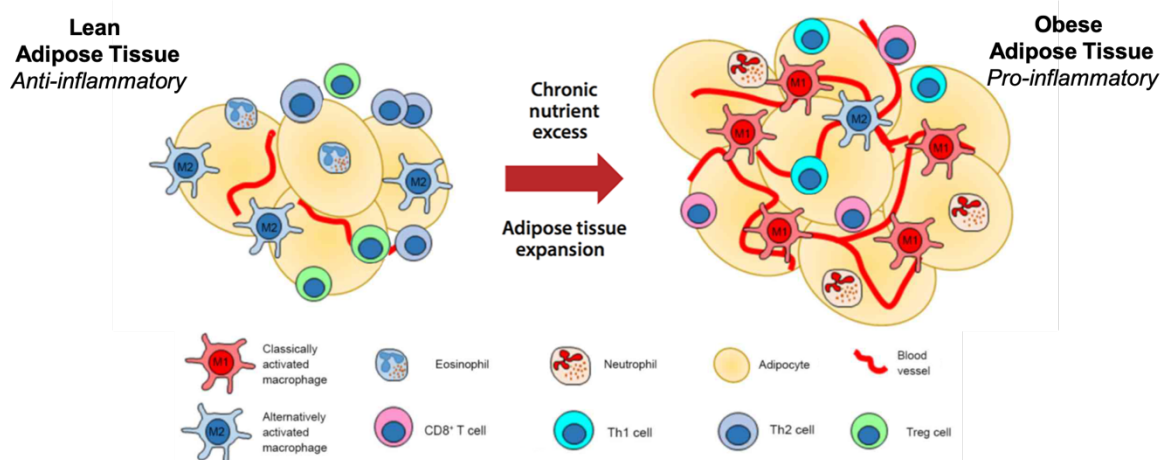 Lean
Adipose Tissue
Anti-inflammatory
Chronic
nutrient
excess
Adipose tissue
expansion
Obese
Adipose Tissue
Pro-inflammatory
M2
M2
M2
M1
M1
M2
M1
M1
M1
M1
Classically
activated
macrophage
Eosinophil
Neutrophil
Adipocyte
Blood
vessel
M2
Alternatively
activated
macrophage
CD8⁺ T cell
Th1 cell
Th2 cell
Treg cell